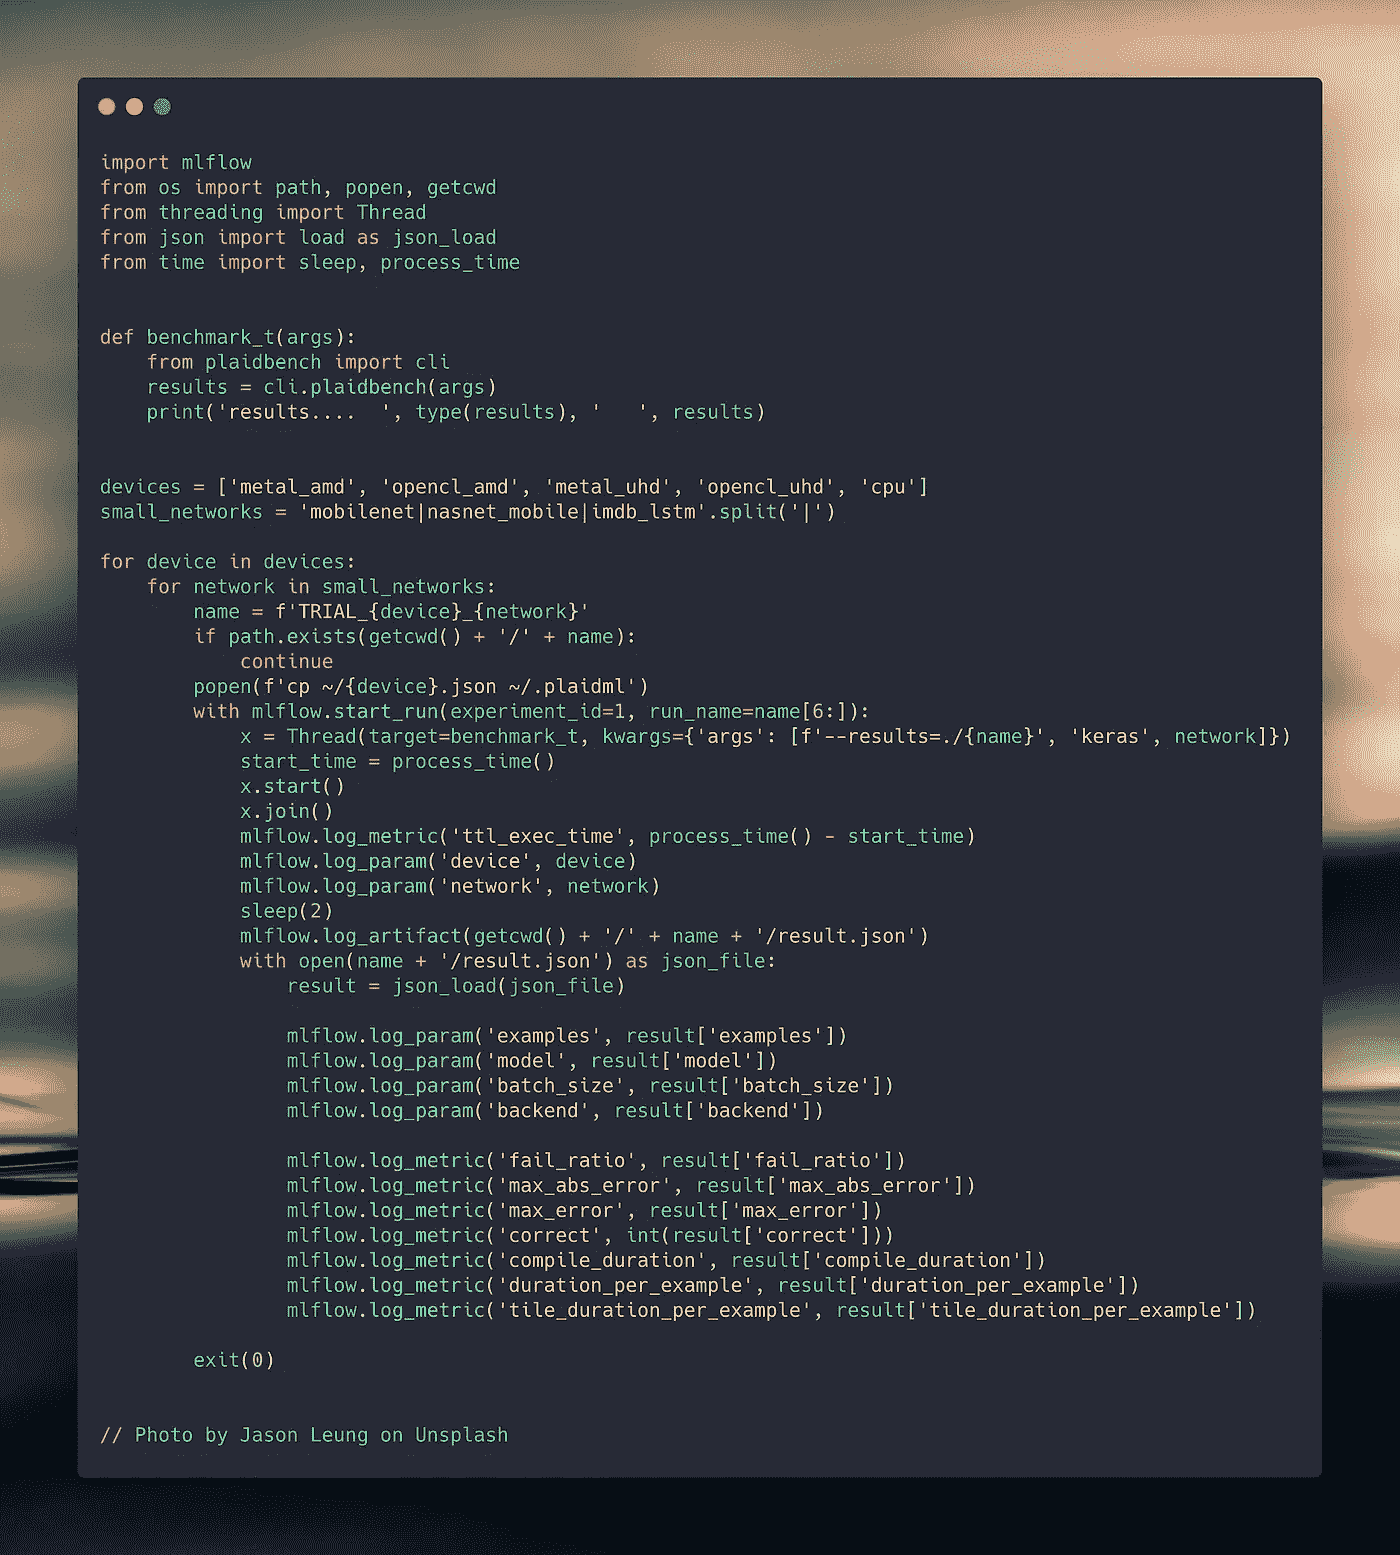 import mlflow
from os import path, popen, getcwd
from threading import Thread
from json import load as json_load
from time import sleep, process_time
def benchmark_t(args):
    from plaidbench import cli
    results = cli.plaidbench(args)
    print('results....  ', type(results), '   ', results)
devices = ['metal_amd', 'opencl_amd', 'metal_uhd', 'opencl_uhd', 'cpu']
small_networks = 'mobilenet|nasnet_mobile|imdb_lstm'.split('|')
for device in devices:
    for network in small_networks:
        name = f'TRIAL_{device}_{network}'
        if path.exists(getcwd() + '/' + name):
            continue
        popen(f'cp ~/{device}.json ~/.plaidml')
        with mlflow.start_run(experiment_id=1, run_name=name[6:]):
            x = Thread(target=benchmark_t, kwargs={'args': [f'--results=./{name}', 'keras', network]})
            start_time = process_time()
            x.start()
            x.join()
            mlflow.log_metric('ttl_exec_time', process_time() - start_time)
            mlflow.log_param('device', device)
            mlflow.log_param('network', network)
            sleep(2)
            mlflow.log_artifact(getcwd() + '/' + name + '/result.json')
            with open(name + '/result.json') as json_file:
                result = json_load(json_file)
                mlflow.log_param('examples', result['examples'])
                mlflow.log_param('model', result['model'])
                mlflow.log_param('batch_size', result['batch_size'])
                mlflow.log_param('backend', result['backend'])
                mlflow.log_metric('fail_ratio', result['fail_ratio'])
                mlflow.log_metric('max_abs_error', result['max_abs_error'])
                mlflow.log_metric('max_error', result['max_error'])
                mlflow.log_metric('correct', int(result['correct']))
                mlflow.log_metric('compile_duration', result['compile_duration'])
                mlflow.log_metric('duration_per_example', result['duration_per_example'])
                mlflow.log_metric('tile_duration_per_example', result['tile_duration_per_example'])
        exit(0)
// Photo by Jason Leung on Unsplash